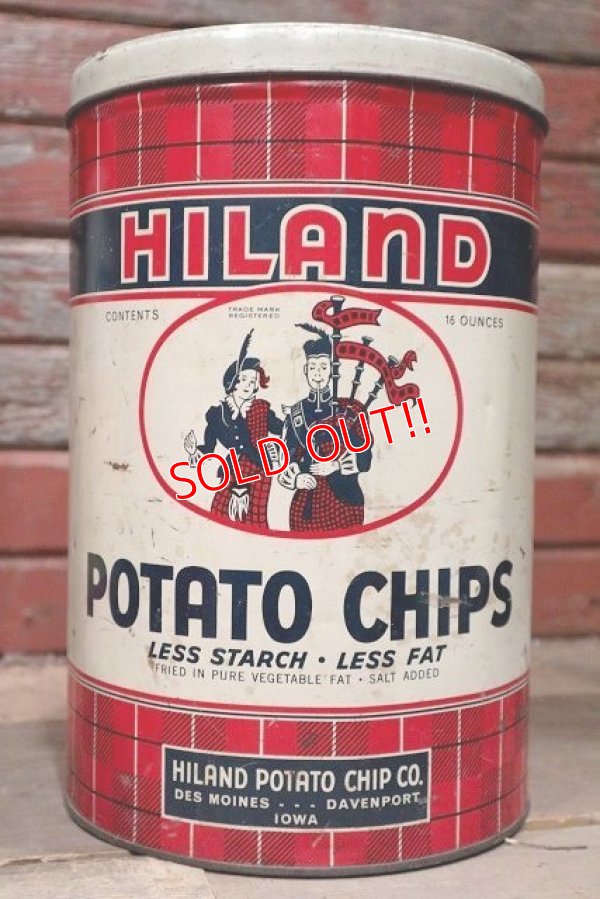 HILAND
CONTENTS
TRADE MARK
REGISTERED
16 OUNCES
SOLD OUT!!
POTATO CHIPS
LESS STARCH • LESS FAT
FRIED IN PURE VEGETABLE FAT • SALT ADDED
HILAND POTATO CHIP CO.
DES MOINES - - - DAVENPORT
IOWA